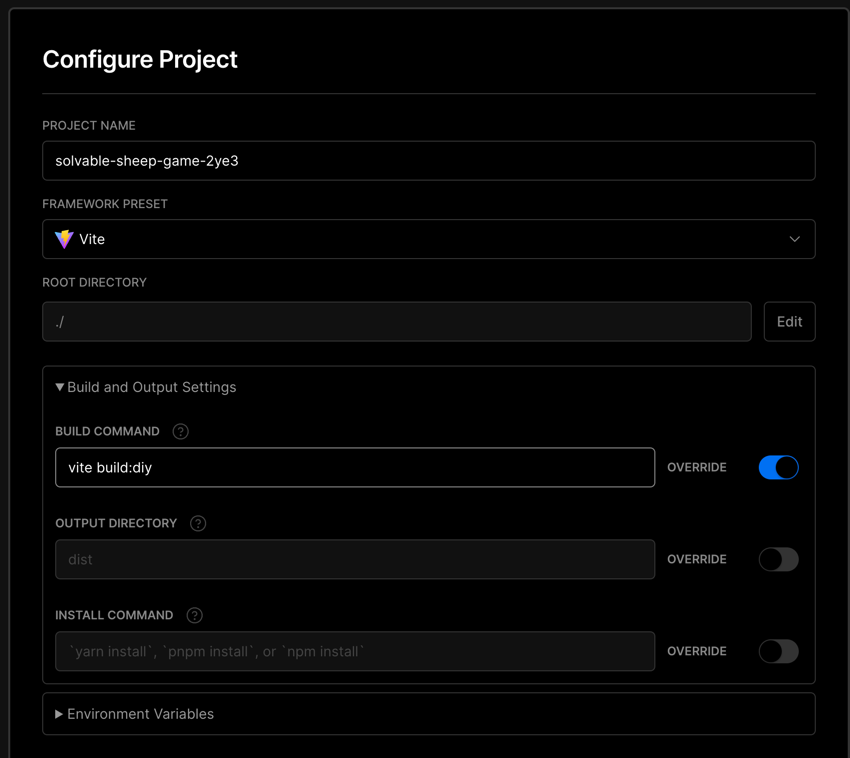 Configure Project
PROJECT NAME
solvable-sheep-game-2ye3
FRAMEWORK PRESET
Vite
ROOT DIRECTORY
./
Edit
▼Build and Output Settings
BUILD COMMAND ?
vite build:diy
OVERRIDE
OUTPUT DIRECTORY ?
dist
OVERRIDE
INSTALL COMMAND ?
`yarn install`, `pnpm install`, or `npm install`
OVERRIDE
▶Environment Variables